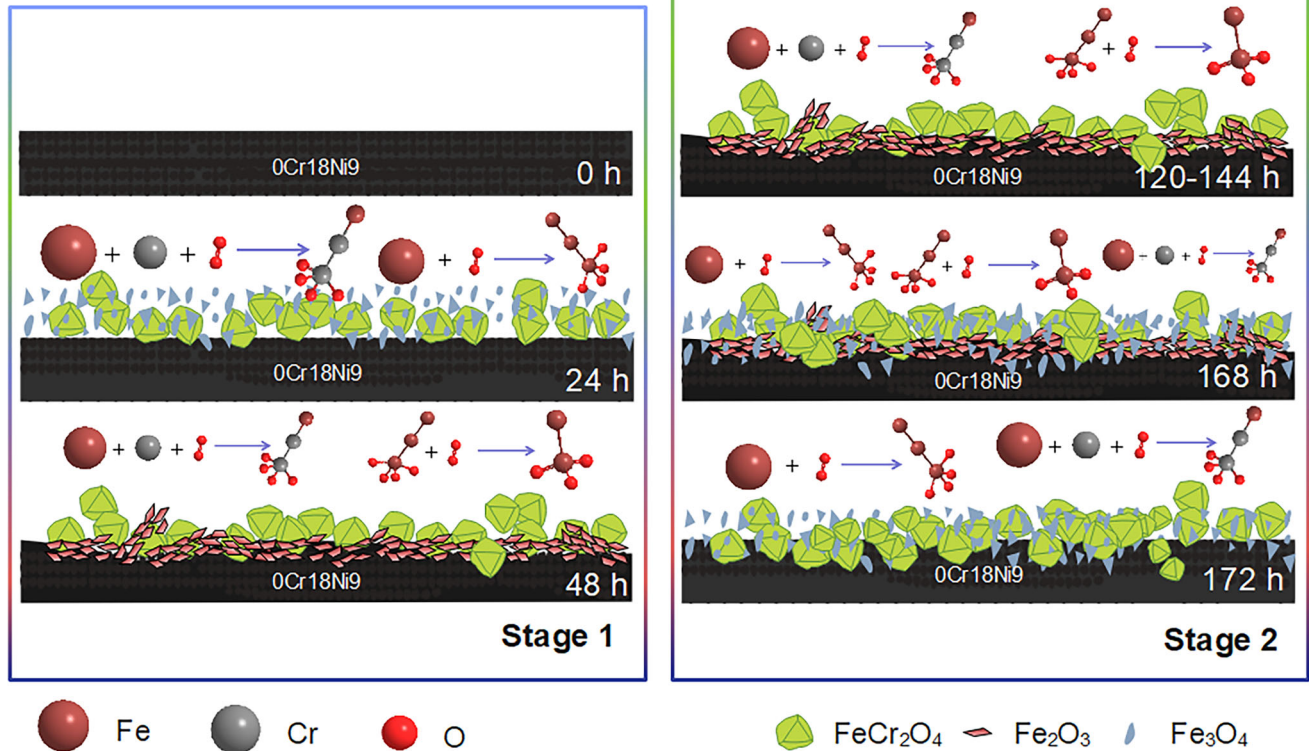 0Cr18Ni9
0 h
+ + →
+ →
0Cr18Ni9
24 h
+ + →
+ →
0Cr18Ni9
48 h
Stage 1
+ + →
+ →
0Cr18Ni9
120-144 h
+ →
+ →
− + →
0Cr18Ni9
168 h
+ →
+ + →
0Cr18Ni9
172 h
Stage 2
Fe Cr O FeCr₂O₄ Fe₂O₃ Fe₃O₄